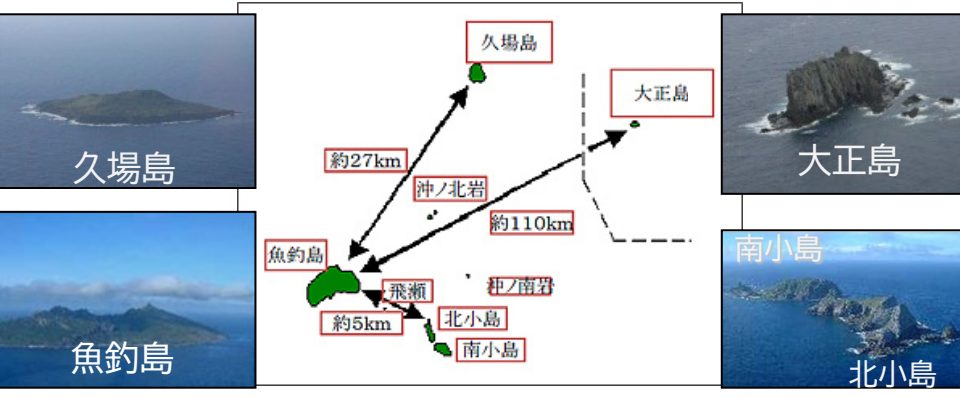 久場島
魚釣島
久場島
大正島
約27km
沖ノ北岩
約110km
魚釣島
飛瀬
沖ノ南岩
約5km
北小島
南小島
大正島
南小島
北小島